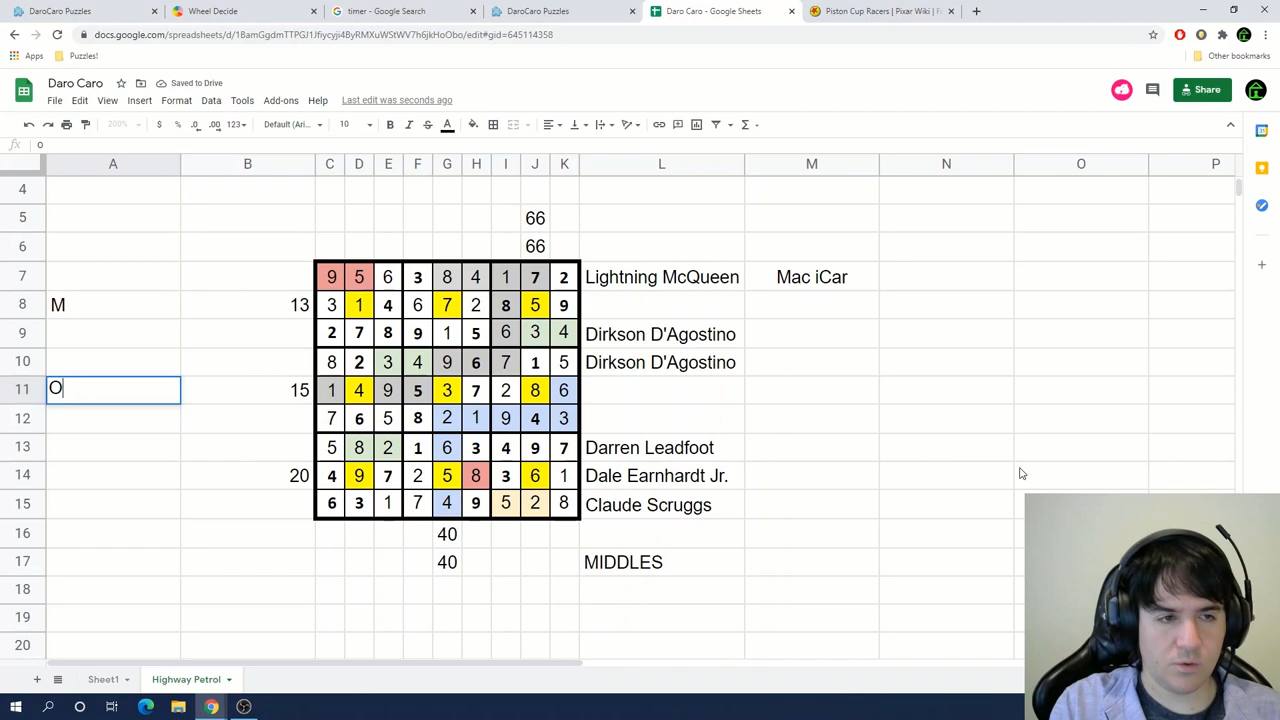 DaroCaro Puzzles
Wheel Decide
timer - Google Search
DaroCaro Puzzles
Daro Caro - Google Sheets
Piston Cup Racers | Pixar Wiki | F
docs.google.com/spreadsheets/d/1BamGgdmTTPGJ1Jfiycyji4ByRMXuWStWV7h6jkHoObo/edit#gid=645114358
Apps Puzzles! Other bookmarks
Daro Caro Saved to Drive
File Edit View Insert Format Data Tools Add-ons Help Last edit was seconds ago Share
200% $ % .0 .00 123 Default (Ari... 10 B I S A
fx O
A B C D E F G H I J K L M N O P
4
5 66
6 66
7 9 5 6 3 8 4 1 7 2 Lightning McQueen Mac iCar
8 M 13 3 1 4 6 7 2 8 5 9
9 2 7 8 9 1 5 6 3 4 Dirkson D'Agostino
10 8 2 3 4 9 6 7 1 5 Dirkson D'Agostino
11 O 15 1 4 9 5 3 7 2 8 6
12 7 6 5 8 2 1 9 4 3
13 5 8 2 1 6 3 4 9 7 Darren Leadfoot
14 20 4 9 7 2 5 8 3 6 1 Dale Earnhardt Jr.
15 6 3 1 7 4 9 5 2 8 Claude Scruggs
16 40
17 40 MIDDLES
18
19
20
Sheet1 Highway Petrol